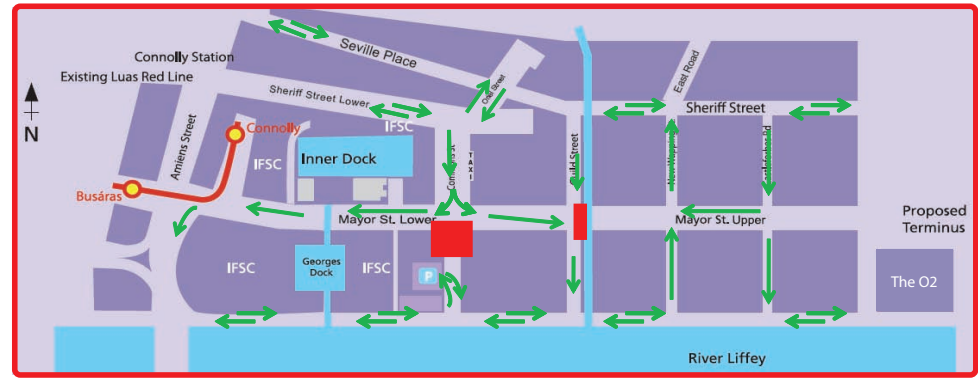 Connolly Station
Existing Luas Red Line
N
Seville Place
Sheriff Street Lower
Oriel Street
East Road
Sheriff Street
Amiens Street
Connolly
IFSC
IFSC
Inner Dock
TAXI
Guild Street
Busáras
Mayor St. Lower
Mayor St. Upper
Proposed
Terminus
IFSC
Georges
Dock
IFSC
P
The O2
River Liffey